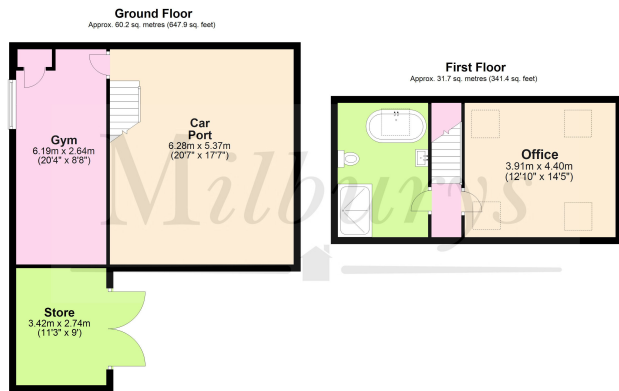 Ground Floor
Approx. 60.2 sq. metres (647.9 sq. feet)
Gym
6.19m x 2.64m
(20'4" x 8'8")
Car
Port
6.28m x 5.37m
(20'7" x 17'7")
Store
3.42m x 2.74m
(11'3" x 9')
First Floor
Approx. 31.7 sq. metres (341.4 sq. feet)
Office
3.91m x 4.40m
(12'10" x 14'5")
Milburys